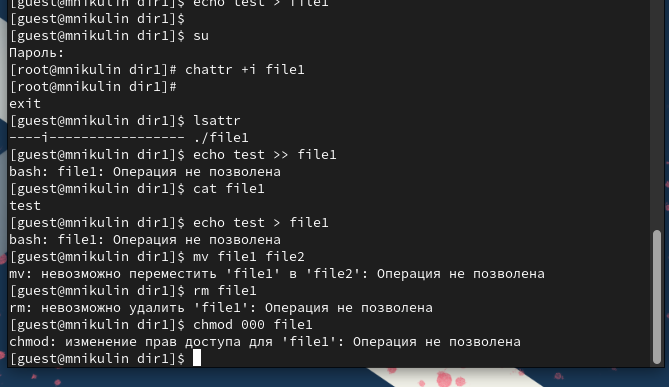 [guest@mnikulin dir1]$ echo test > file1
[guest@mnikulin dir1]$
[guest@mnikulin dir1]$ su
Пароль:
[root@mnikulin dir1]# chattr +i file1
[root@mnikulin dir1]#
exit
[guest@mnikulin dir1]$ lsattr
----i----------------- ./file1
[guest@mnikulin dir1]$ echo test >> file1
bash: file1: Операция не позволена
[guest@mnikulin dir1]$ cat file1
test
[guest@mnikulin dir1]$ echo test > file1
bash: file1: Операция не позволена
[guest@mnikulin dir1]$ mv file1 file2
mv: невозможно переместить 'file1' в 'file2': Операция не позволена
[guest@mnikulin dir1]$ rm file1
rm: невозможно удалить 'file1': Операция не позволена
[guest@mnikulin dir1]$ chmod 000 file1
chmod: изменение прав доступа для 'file1': Операция не позволена
[guest@mnikulin dir1]$